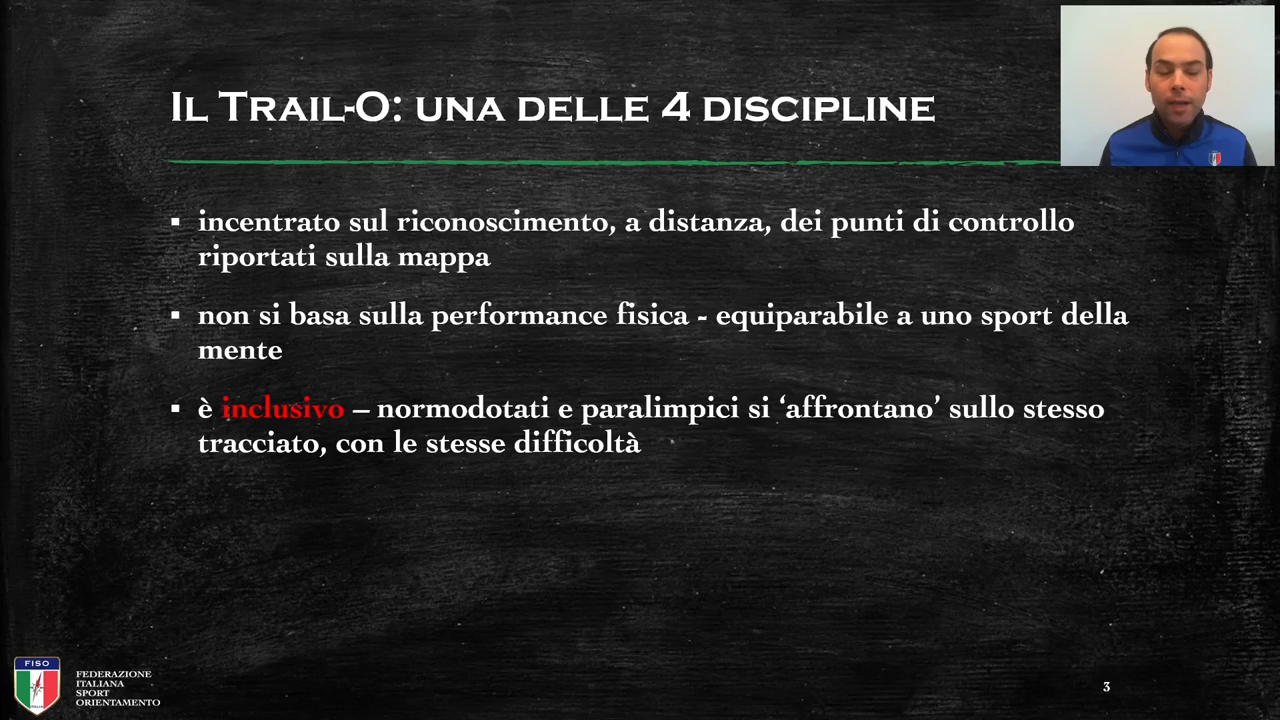 Il Trail-O: una delle 4 discipline
▪ incentrato sul riconoscimento, a distanza, dei punti di controllo
riportati sulla mappa
▪ non si basa sulla performance fisica - equiparabile a uno sport della
mente
▪ è inclusivo – normodotati e paralimpici si ‘affrontano’ sullo stesso
tracciato, con le stesse difficoltà
FISO
ITALIA
FEDERAZIONE
ITALIANA
SPORT
ORIENTAMENTO
3